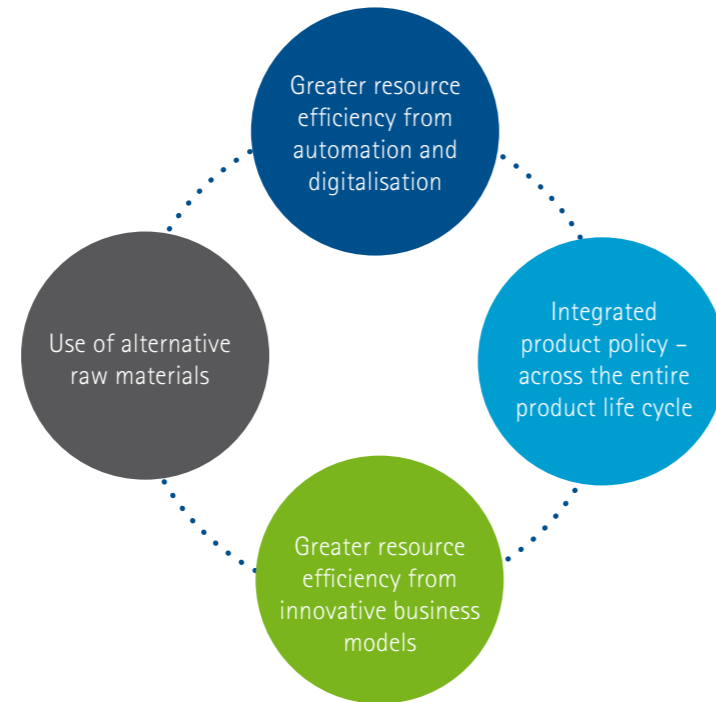 Greater resource
efficiency from
automation and
digitalisation
Use of alternative
raw materials
Integrated
product policy –
across the entire
product life cycle
Greater resource
efficiency from
innovative business
models